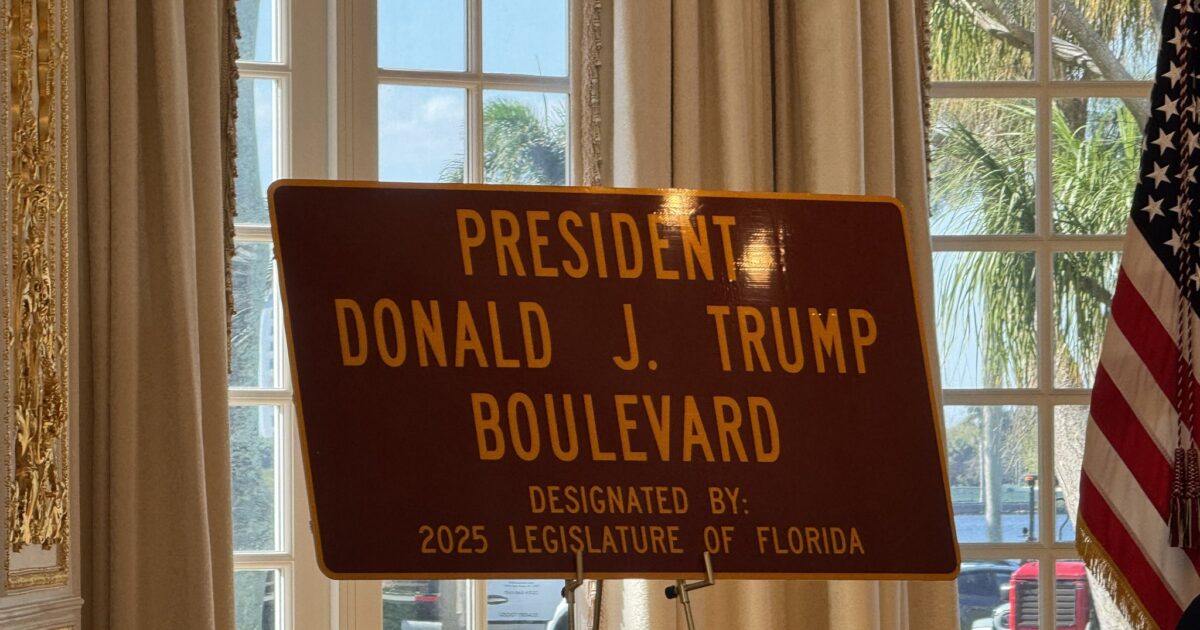 PRESIDENT
DONALD J. TRUMP
BOULEVARD
DESIGNATED BY:
2025 LEGISLATURE OF FLORIDA